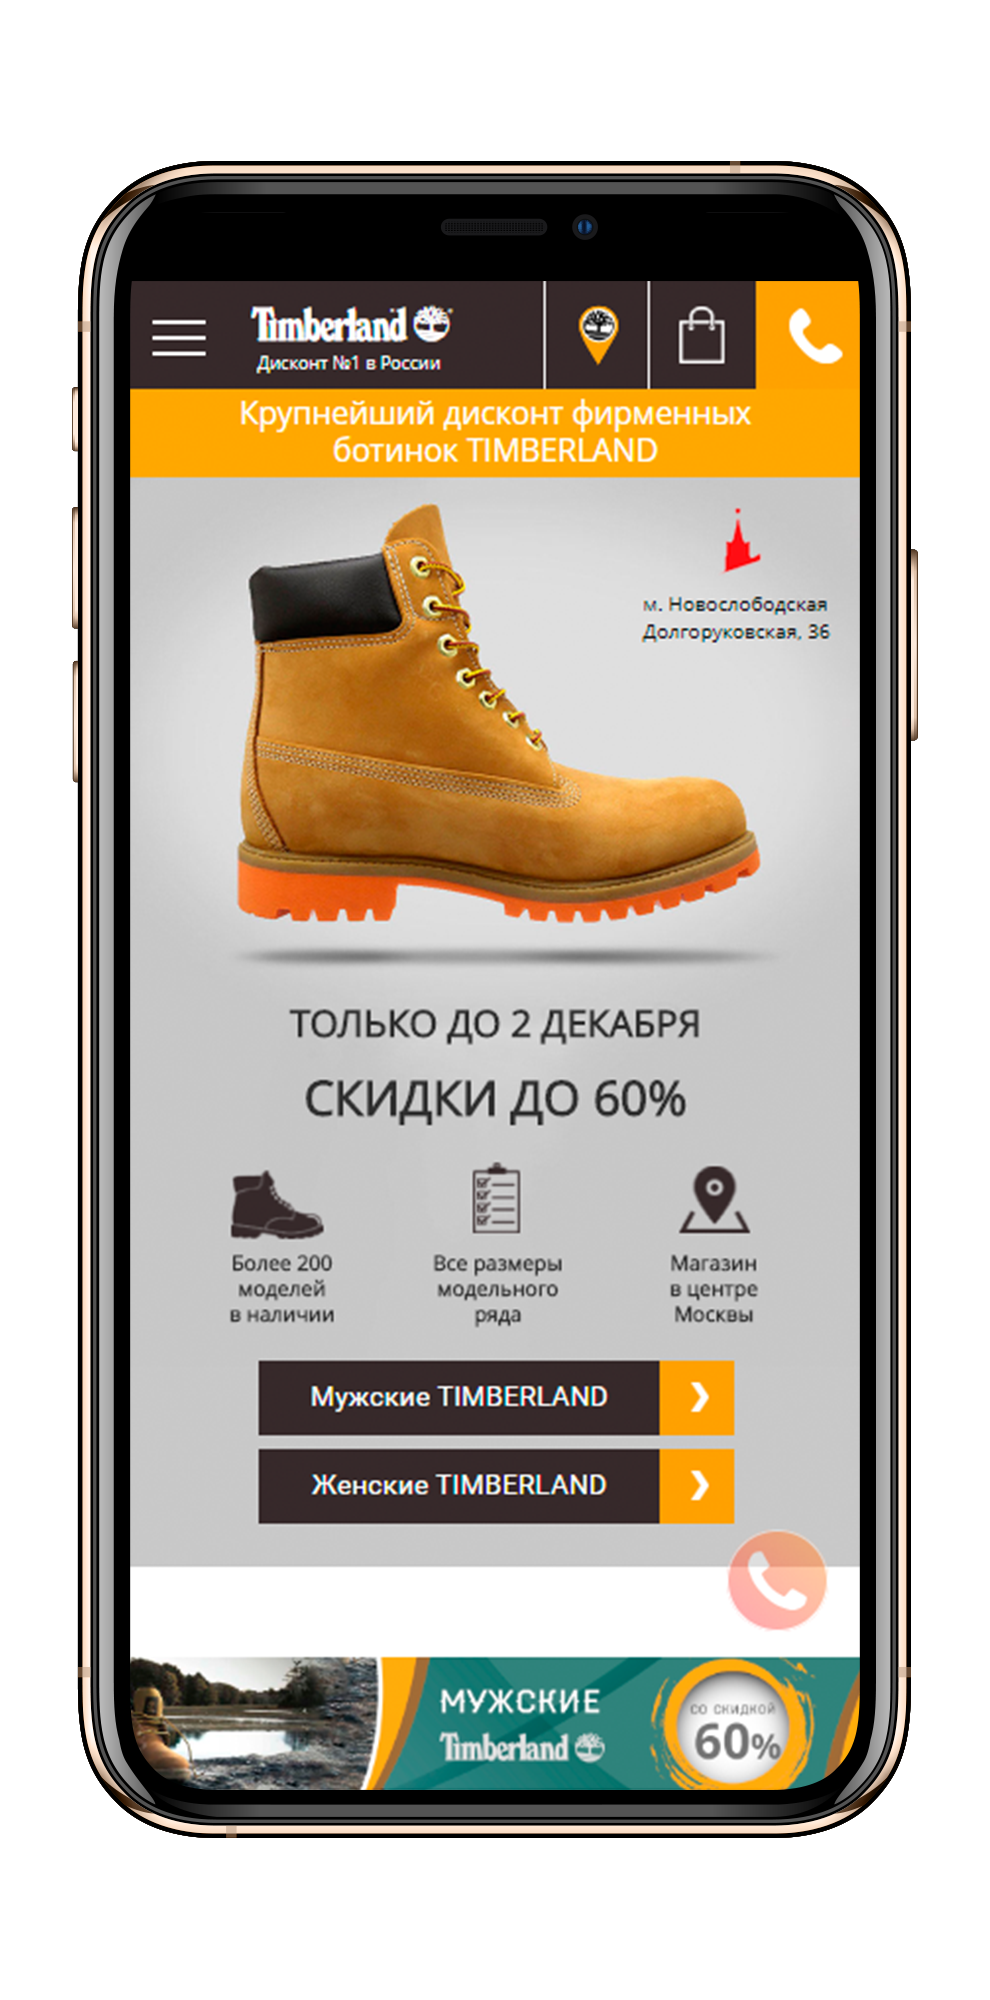 Timberland
Дисконт №1 в России
Крупнейший дисконт фирменных
ботинок TIMBERLAND
м. Новослободская
Долгоруковская, 36
ТОЛЬКО ДО 2 ДЕКАБРЯ
СКИДКИ ДО 60%
Более 200
моделей
в наличии
Все размеры
модельного
ряда
Магазин
в центре
Москвы
Мужские TIMBERLAND
Женские TIMBERLAND
МУЖСКИЕ
Timberland
СО СКИДКОЙ
60%